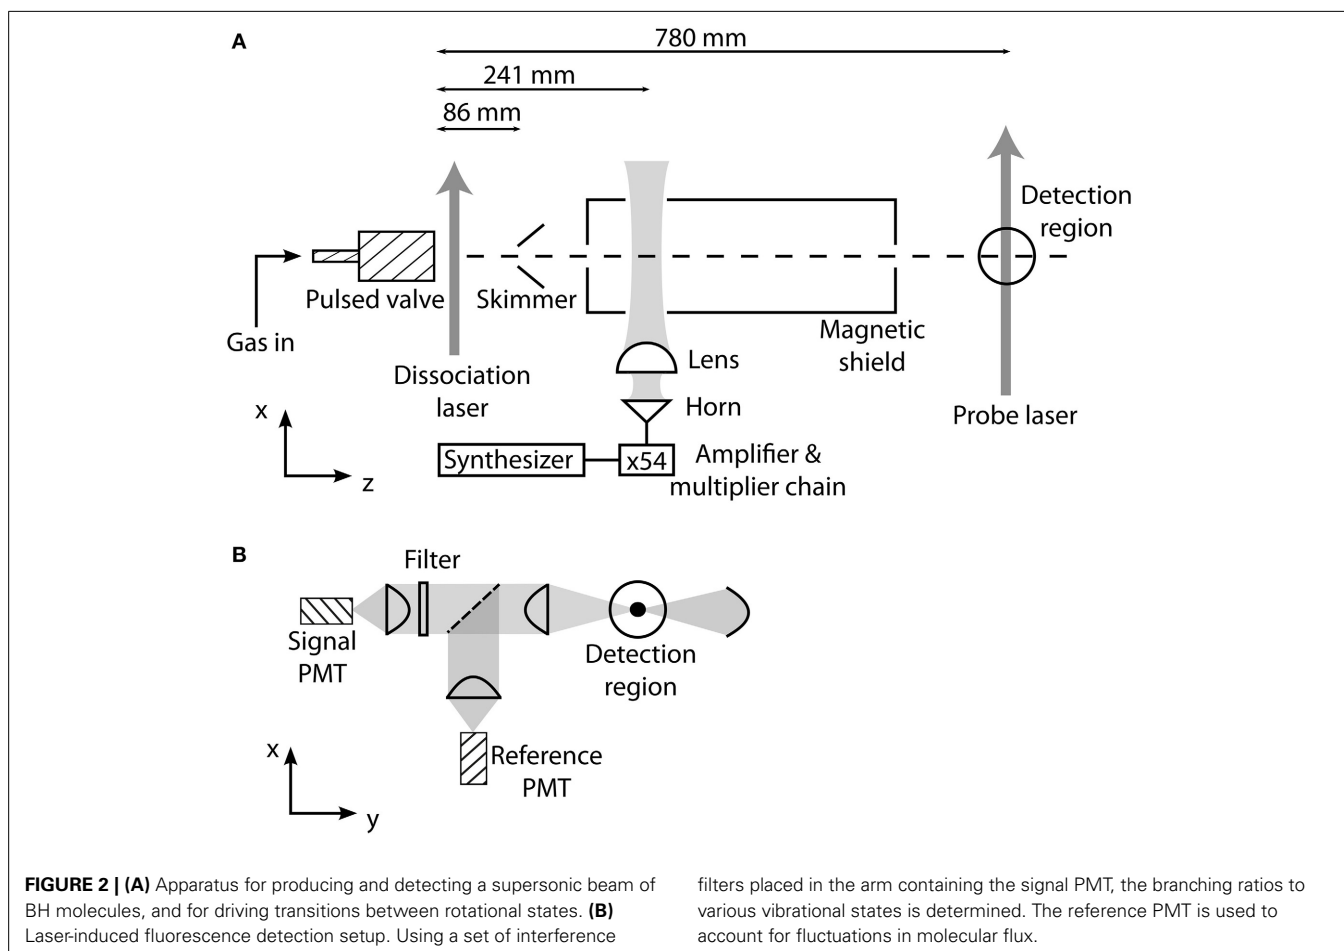 A
780 mm
241 mm
86 mm
Detection
region
Pulsed valve
Skimmer
Gas in
Magnetic
shield
Lens
Dissociation
laser
Horn
Probe laser
x
Synthesizer
x54
Amplifier &
multiplier chain
z
B
Filter
Signal
PMT
Detection
region
Reference
PMT
x
y
FIGURE 2 | (A) Apparatus for producing and detecting a supersonic beam of
BH molecules, and for driving transitions between rotational states. (B)
Laser-induced fluorescence detection setup. Using a set of interference
filters placed in the arm containing the signal PMT, the branching ratios to
various vibrational states is determined. The reference PMT is used to
account for fluctuations in molecular flux.